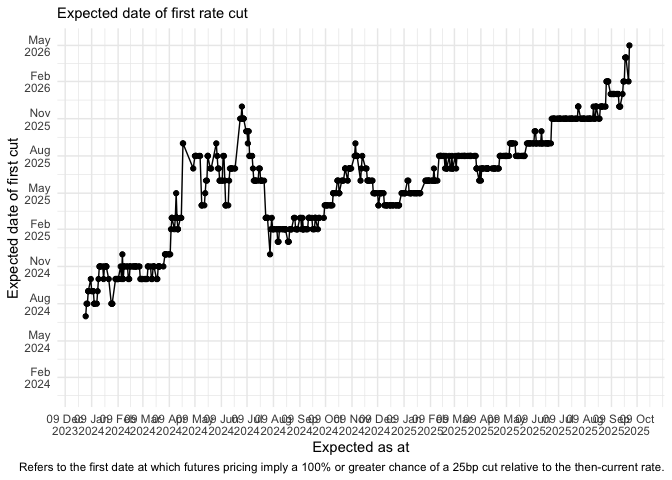 Expected date of first rate cut
Expected date of first cut
May
2026
Feb
2026
Nov
2025
Aug
2025
May
2025
Feb
2025
Nov
2024
Aug
2024
May
2024
Feb
2024
09 Dec 09 Jan 09 Feb 09 Mar 09 Apr 09 May 09 Jun 09 Jul 09 Aug 09 Sep 09 Oct 09 Nov 09 Dec 09 Jan 09 Feb 09 Mar 09 Apr 09 May 09 Jun 09 Jul 09 Aug 09 Sep 09 Oct
2023 2024 2024 2024 2024 2024 2024 2024 2024 2024 2024 2024 2024 2025 2025 2025 2025 2025 2025 2025 2025 2025 2025
Expected as at
Refers to the first date at which futures pricing imply a 100% or greater chance of a 25bp cut relative to the then-current rate.